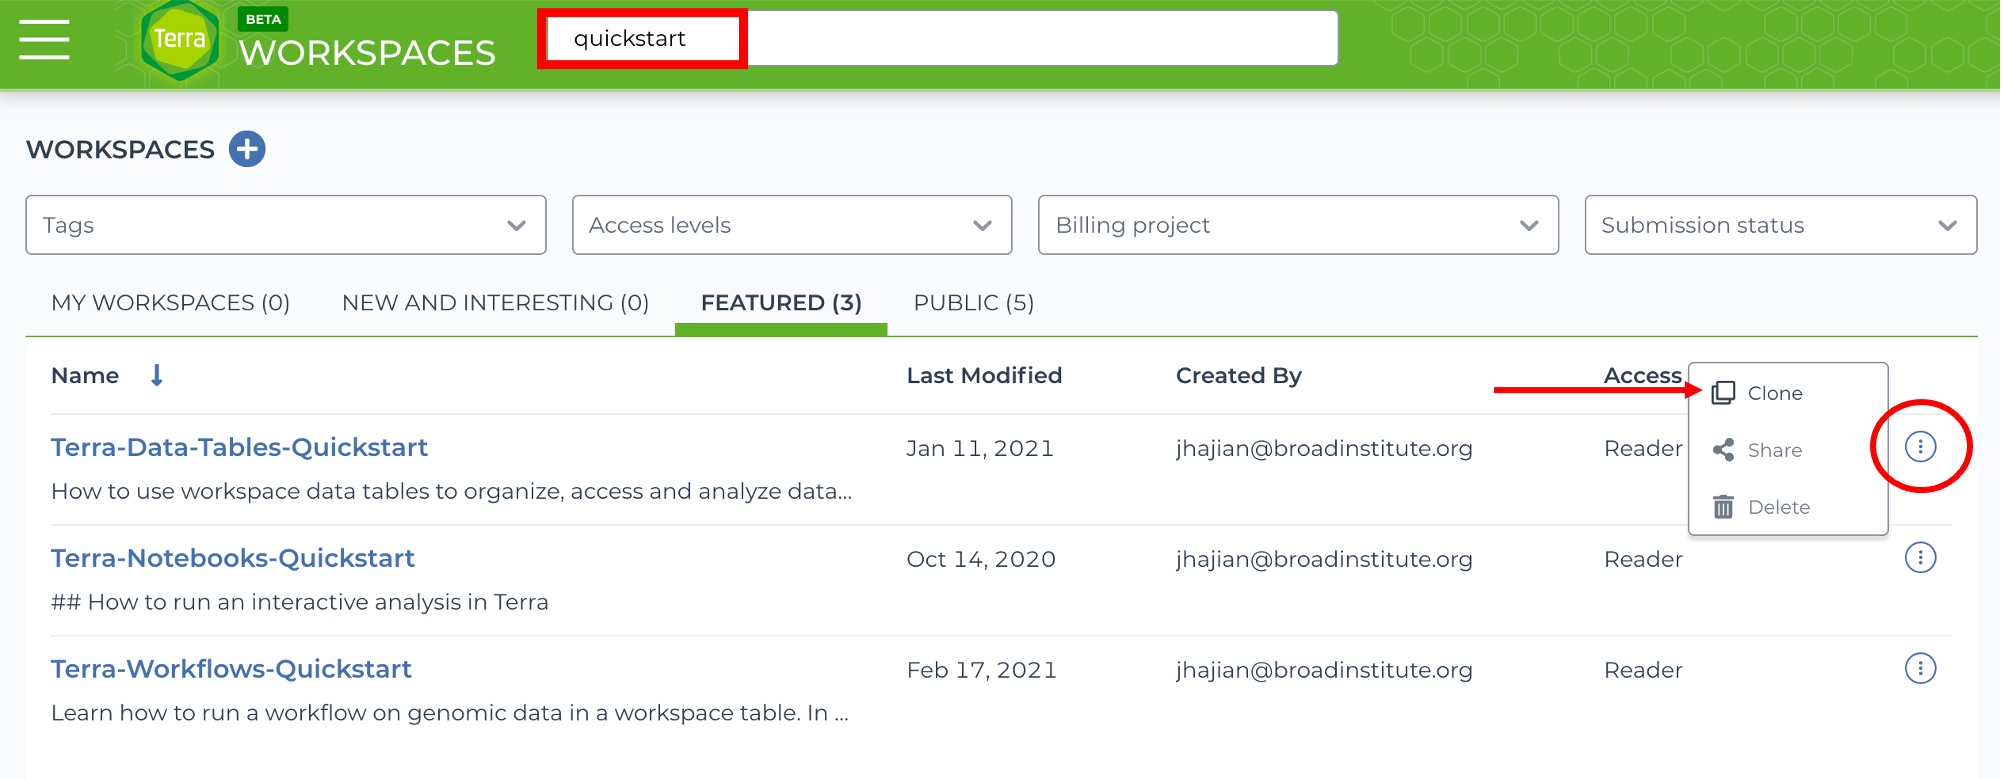 Terra
BETA
WORKSPACES
quickstart
WORKSPACES
Tags
Access levels
Billing project
Submission status
MY WORKSPACES (0)
NEW AND INTERESTING (0)
FEATURED (3)
PUBLIC (5)
Name Last Modified Created By Access
Clone
Share
Delete
Terra-Data-Tables-Quickstart Jan 11, 2021 jhajian@broadinstitute.org Reader
How to use workspace data tables to organize, access and analyze data...
Terra-Notebooks-Quickstart Oct 14, 2020 jhajian@broadinstitute.org Reader
## How to run an interactive analysis in Terra
Terra-Workflows-Quickstart Feb 17, 2021 jhajian@broadinstitute.org Reader
Learn how to run a workflow on genomic data in a workspace table. In ...